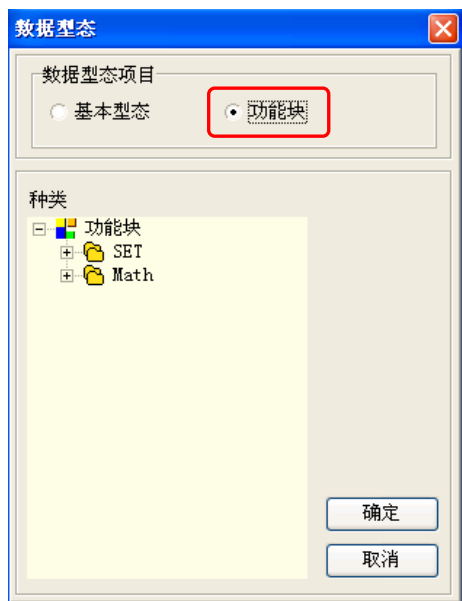 数据型态
数据型态项目
基本型态
功能块
种类
功能块
SET
Math
确定
取消